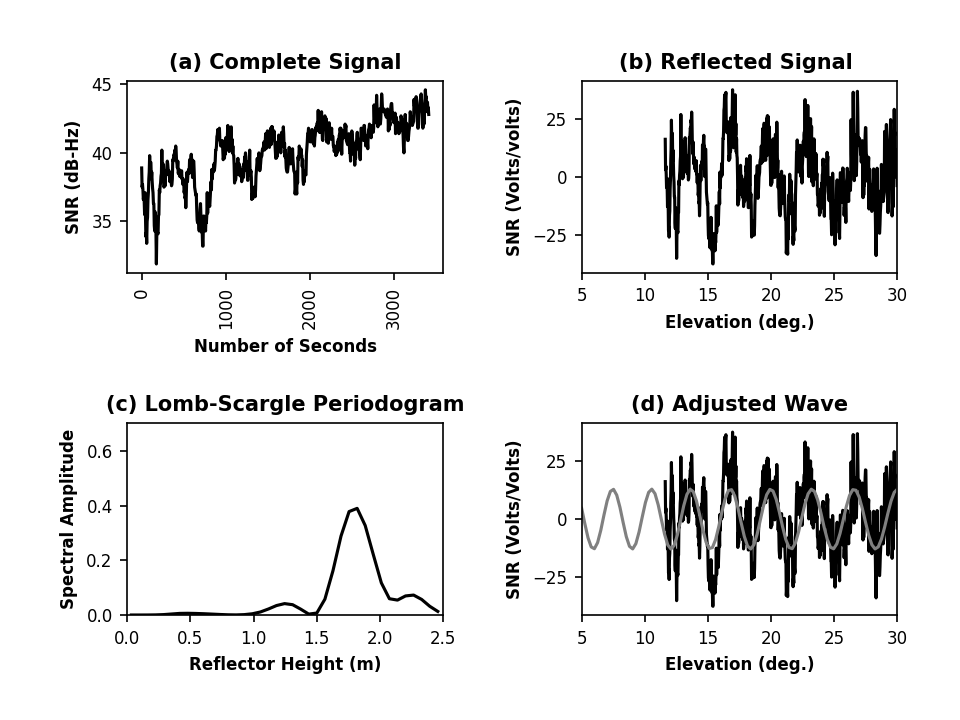 (a) Complete Signal
SNR (dB-Hz)
45
40
35
0
1000
2000
3000
Number of Seconds
(b) Reflected Signal
SNR (Volts/volts)
25
0
−25
5 10 15 20 25 30
Elevation (deg.)
(c) Lomb-Scargle Periodogram
Spectral Amplitude
0.6
0.4
0.2
0.0
0.0 0.5 1.0 1.5 2.0 2.5
Reflector Height (m)
(d) Adjusted Wave
SNR (Volts/Volts)
25
0
−25
5 10 15 20 25 30
Elevation (deg.)